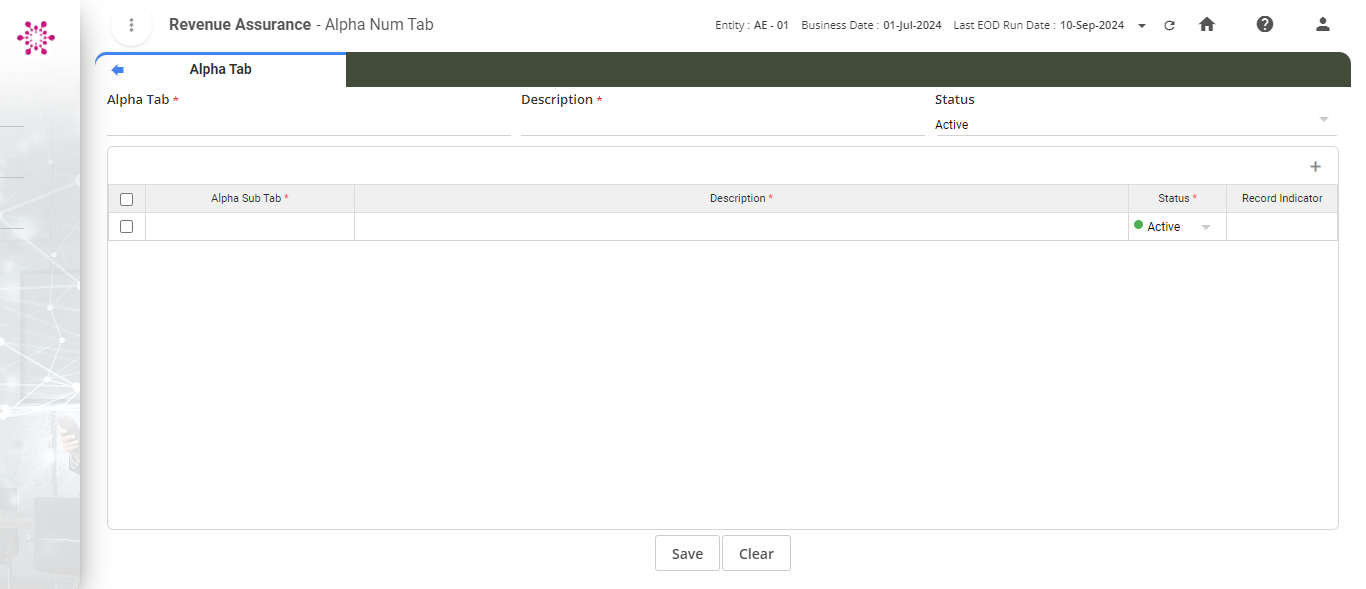 Revenue Assurance - Alpha Num Tab
Entity : AE - 01 Business Date : 01-Jul-2024 Last EOD Run Date : 10-Sep-2024
Alpha Tab
Alpha Tab * Description * Status
Active
Alpha Sub Tab * Description * Status * Record Indicator
Active
Save Clear